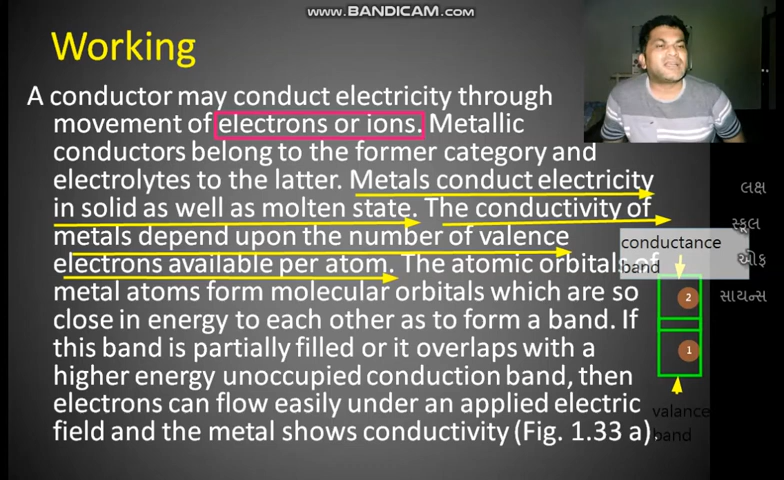 WWW.BANDICAM.COM
Working
A conductor may conduct electricity through
movement of electrons or ions. Metallic
conductors belong to the former category and
electrolytes to the latter. Metals conduct electricity
in solid as well as molten state. The conductivity of
metals depend upon the number of valence
electrons available per atom. The atomic orbitals of
metal atoms form molecular orbitals which are so
close in energy to each other as to form a band. If
this band is partially filled or it overlaps with a
higher energy unoccupied conduction band, then
electrons can flow easily under an applied electric
field and the metal shows conductivity (Fig. 1.33 a).
conductance
band
2
1
valance
band
લક્ષ
સ્કૂલ
ઓફ
સાયન્સ